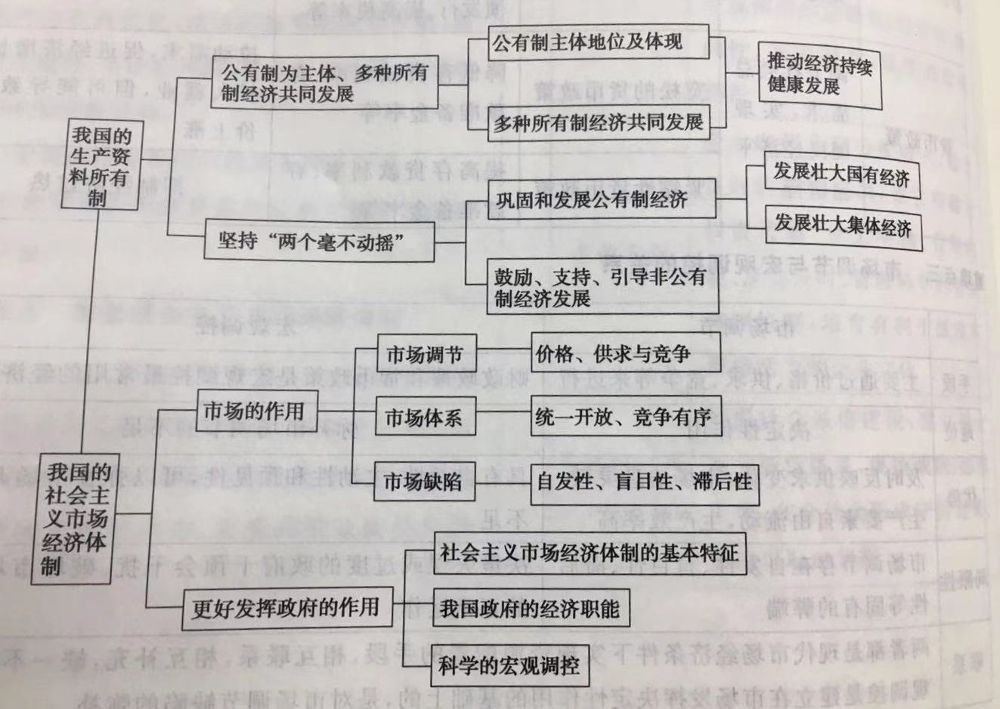 公有制主体地位及体现
公有制为主体、多种所有
制经济共同发展
推动经济持续
健康发展
多种所有制经济共同发展
我国的
生产资
料所有
制
发展壮大国有经济
巩固和发展公有制经济
发展壮大集体经济
坚持“两个毫不动摇”
鼓励、支持、引导非公有
制经济发展
市场调节
价格、供求与竞争
市场的作用
市场体系
统一开放、竞争有序
市场缺陷
自发性、盲目性、滞后性
我国的
社会主
义市场
经济体
制
社会主义市场经济体制的基本特征
更好发挥政府的作用
我国政府的经济职能
科学的宏观调控